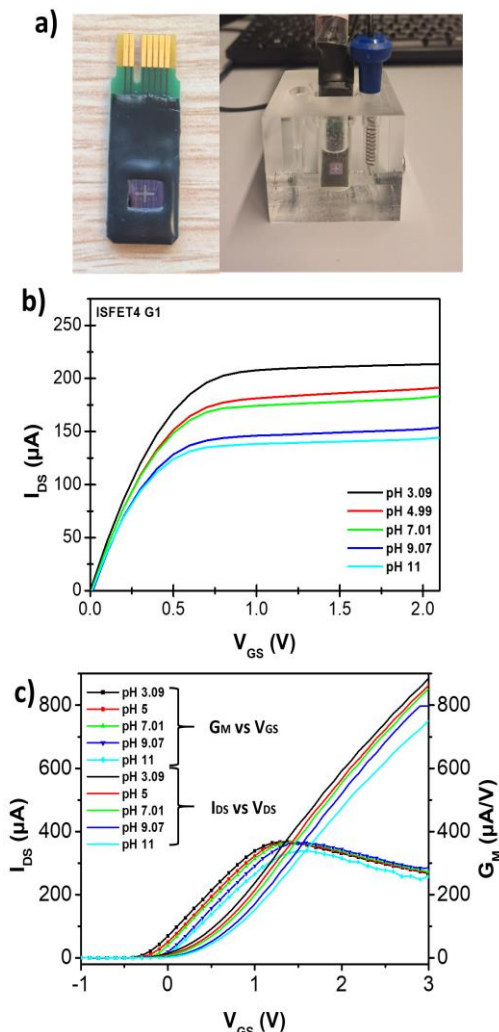 a)
b)
ISFET4 G1
250
200
150
100
50
0
I_DS (µA)
pH 3.09
pH 4.99
pH 7.01
pH 9.07
pH 11
0.0 0.5 1.0 1.5 2.0
V_GS (V)
c)
800
600
400
200
0
I_DS (µA)
pH 3.09
pH 5
pH 7.01
pH 9.07
pH 11
G_M vs V_GS
pH 3.09
pH 5
pH 7.01
pH 9.07
pH 11
I_DS vs V_DS
800
600
400
200
0
G_M (µA/V)
-1 0 1 2 3
V_GS (V)